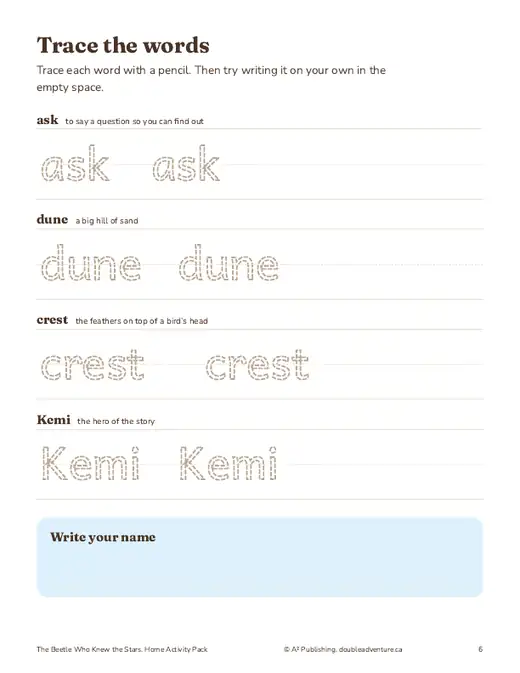 Trace the words
Trace each word with a pencil. Then try writing it on your own in the
empty space.
ask to say a question so you can find out
ask ask
dune a big hill of sand
dune dune
crest the feathers on top of a bird's head
crest crest
Kemi the hero of the story
Kemi Kemi
Write your name
The Beetle Who Knew the Stars. Home Activity Pack © A² Publishing. doubleadventure.ca 6